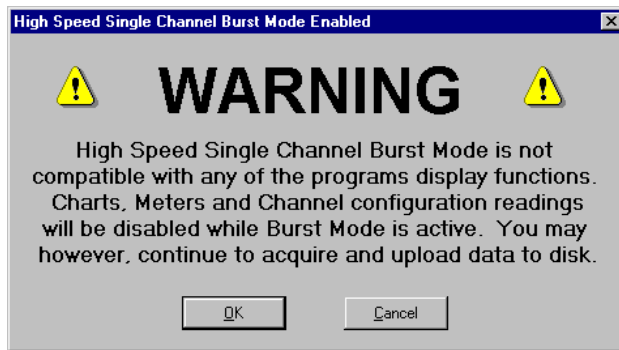 High Speed Single Channel Burst Mode Enabled
WARNING
High Speed Single Channel Burst Mode is not
compatible with any of the programs display functions.
Charts, Meters and Channel configuration readings
will be disabled while Burst Mode is active. You may
however, continue to acquire and upload data to disk.
OK Cancel